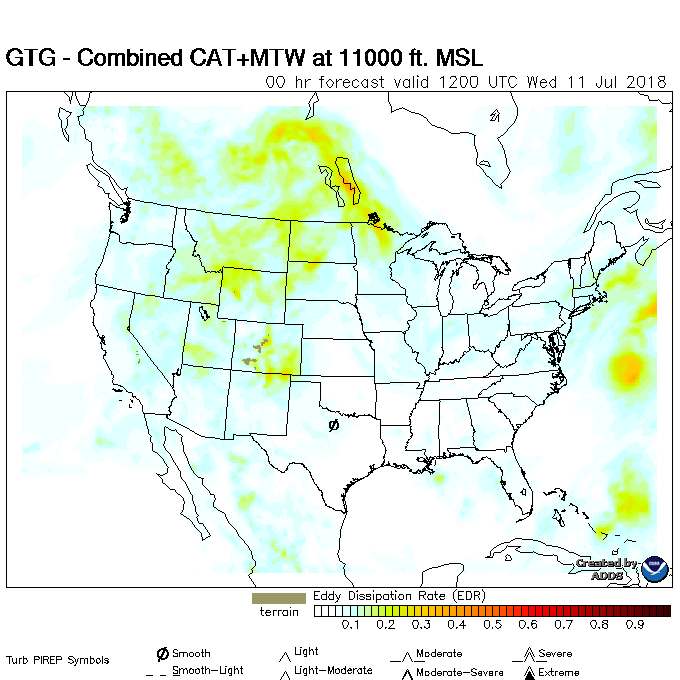 GTG - Combined CAT+MTW at 11000 ft. MSL
00 hr forecast valid 1200 UTC Wed 11 Jul 2018
Created by
ADDS
Eddy Dissipation Rate (EDR)
terrain
0.1 0.2 0.3 0.4 0.5 0.6 0.7 0.8 0.9
Turb PIREP Symbols
Smooth
Light
Moderate
Severe
Smooth-Light
Light-Moderate
Moderate-Severe
Extreme